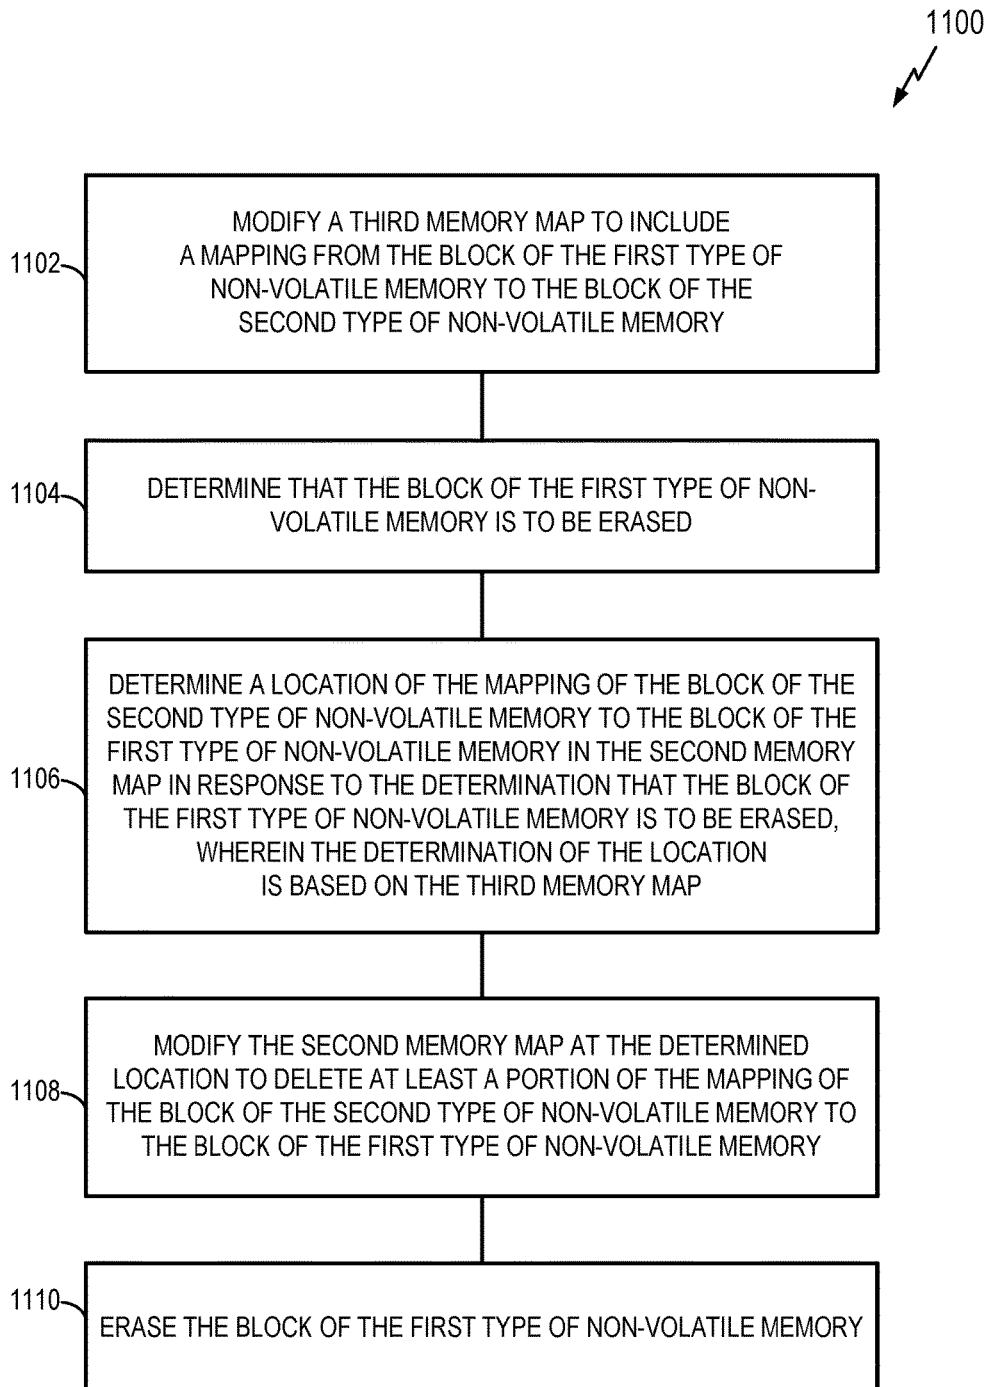 1100
1102
MODIFY A THIRD MEMORY MAP TO INCLUDE
A MAPPING FROM THE BLOCK OF THE FIRST TYPE OF
NON-VOLATILE MEMORY TO THE BLOCK OF THE
SECOND TYPE OF NON-VOLATILE MEMORY
1104
DETERMINE THAT THE BLOCK OF THE FIRST TYPE OF NON-
VOLATILE MEMORY IS TO BE ERASED
1106
DETERMINE A LOCATION OF THE MAPPING OF THE BLOCK OF THE
SECOND TYPE OF NON-VOLATILE MEMORY TO THE BLOCK OF THE
FIRST TYPE OF NON-VOLATILE MEMORY IN THE SECOND MEMORY
MAP IN RESPONSE TO THE DETERMINATION THAT THE BLOCK OF
THE FIRST TYPE OF NON-VOLATILE MEMORY IS TO BE ERASED,
WHEREIN THE DETERMINATION OF THE LOCATION
IS BASED ON THE THIRD MEMORY MAP
1108
MODIFY THE SECOND MEMORY MAP AT THE DETERMINED
LOCATION TO DELETE AT LEAST A PORTION OF THE MAPPING OF
THE BLOCK OF THE SECOND TYPE OF NON-VOLATILE MEMORY TO
THE BLOCK OF THE FIRST TYPE OF NON-VOLATILE MEMORY
1110
ERASE THE BLOCK OF THE FIRST TYPE OF NON-VOLATILE MEMORY